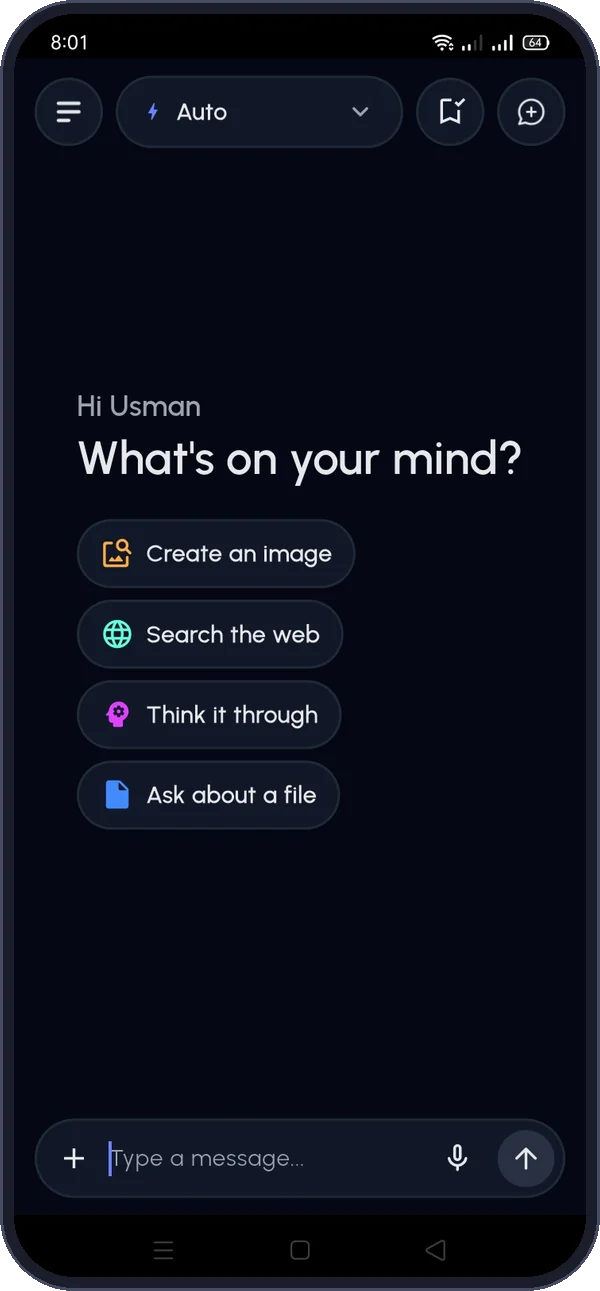 8:01
64
Auto
Hi Usman
What's on your mind?
Create an image
Search the web
Think it through
Ask about a file
Type a message...